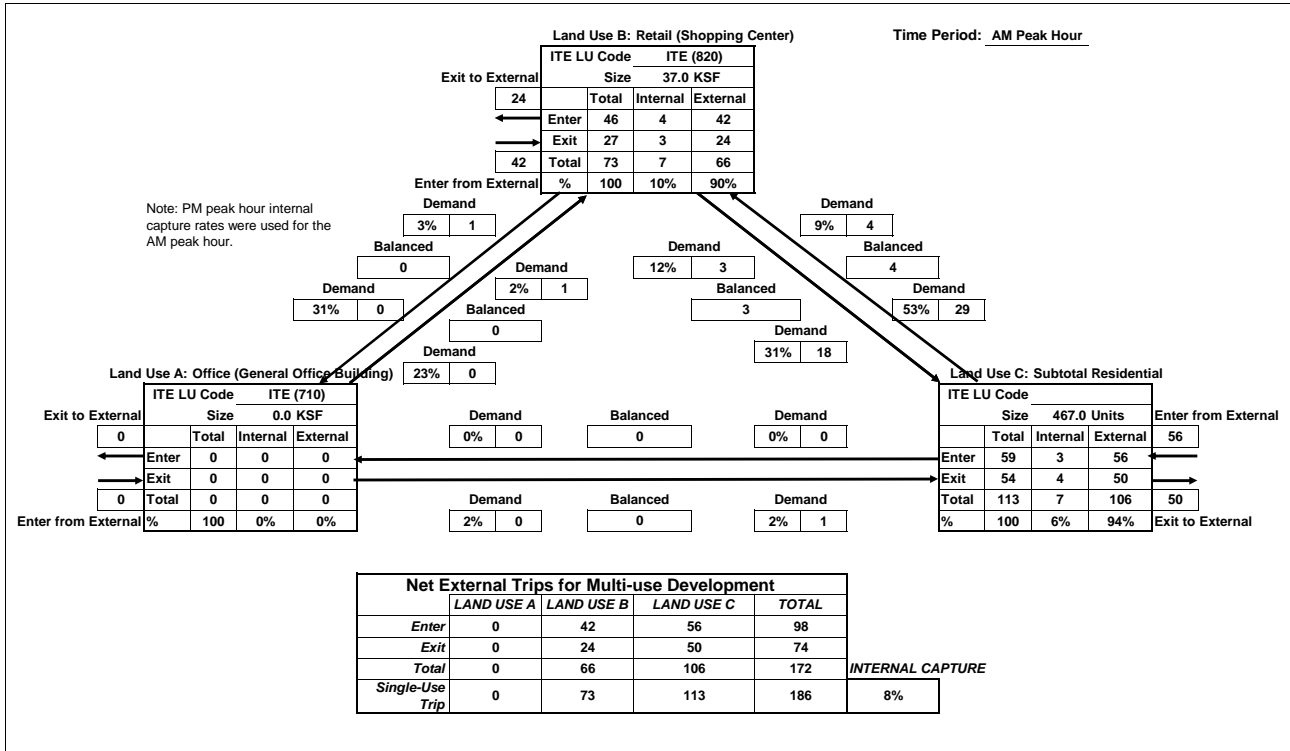 Land Use B: Retail (Shopping Center)
Time Period: AM Peak Hour
ITE LU Code ITE (820)
Exit to External Size 37.0 KSF
24 Total Internal External
Enter 46 4 42
Exit 27 3 24
42 Total 73 7 66
Enter from External % 100 10% 90%
Note: PM peak hour internal
capture rates were used for the
AM peak hour.
Demand
3% 1
Balanced
0
Demand
31% 0
Demand
2% 1
Balanced
0
Demand
23% 0
Demand
12% 3
Balanced
3
Demand
31% 18
Demand
9% 4
Balanced
4
Demand
53% 29
Land Use A: Office (General Office Building)
ITE LU Code ITE (710)
Exit to External Size 0.0 KSF
0 Total Internal External
Enter 0 0 0
Exit 0 0 0
0 Total 0 0 0
Enter from External % 100 0% 0%
Demand Balanced Demand
0% 0 0 0% 0
Demand Balanced Demand
2% 0 0 2% 1
Land Use C: Subtotal Residential
ITE LU Code
Size 467.0 Units Enter from External
Total Internal External 56
Enter 59 3 56
Exit 54 4 50
Total 113 7 106 50
% 100 6% 94% Exit to External
Net External Trips for Multi-use Development
LAND USE A LAND USE B LAND USE C TOTAL
Enter 0 42 56 98
Exit 0 24 50 74
Total 0 66 106 172 INTERNAL CAPTURE
Single-Use
Trip 0 73 113 186 8%